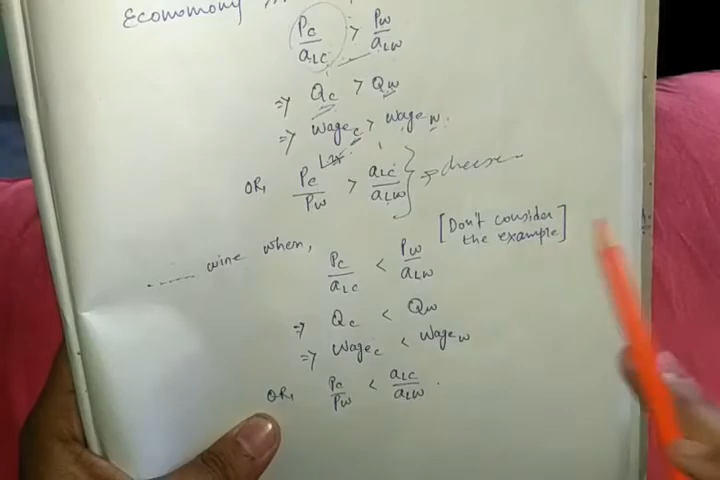 Econommy
Pc/aLC > PW/aLW
=> QC > QW
=> wageC > wageW.
OR, PC/PW > aLC/aLW } → cheese
...... wine when,
[Don't consider the example]
PC/aLC < PW/aLW
=> QC < QW
=> wageC < wageW
OR, PC/PW < aLC/aLW.